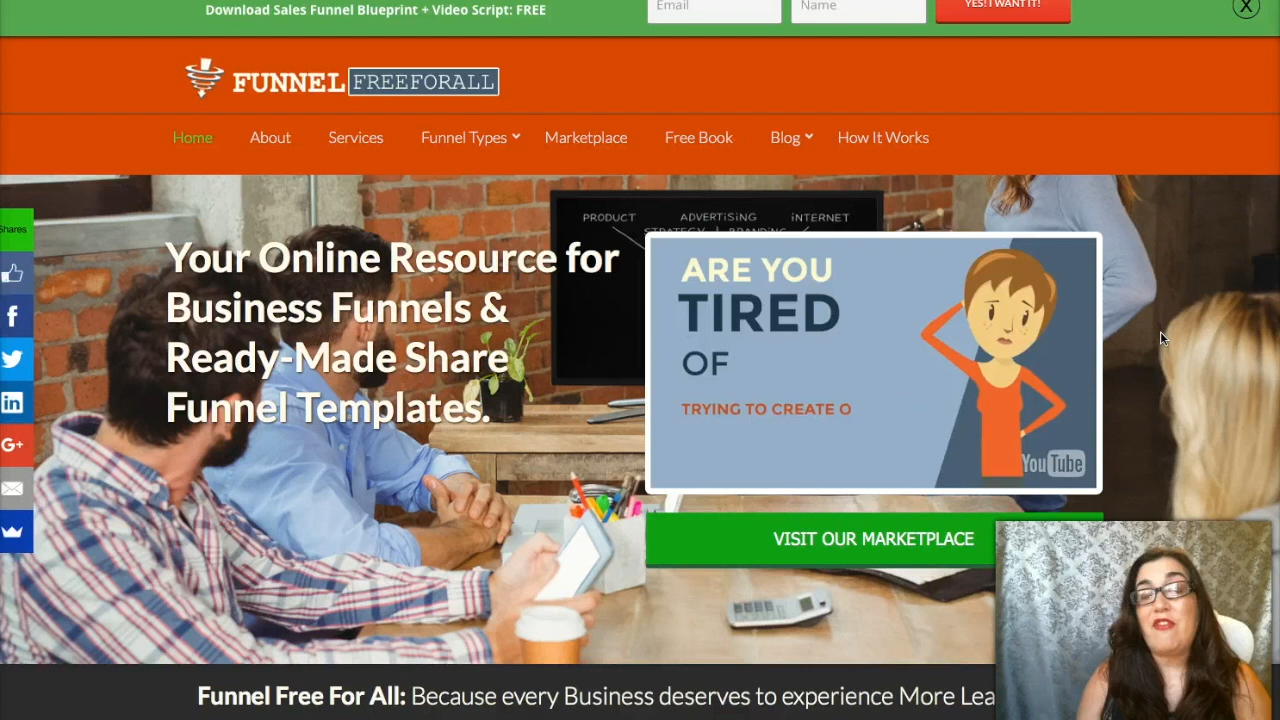 Download Sales Funnel Blueprint + Video Script: FREE
Email
Name
YES! I WANT IT!
X
FUNNEL FREEFORALL
Home
About
Services
Funnel Types
Marketplace
Free Book
Blog
How It Works
Shares
Your Online Resource for
Business Funnels &
Ready-Made Share
Funnel Templates.
PRODUCT
ADVERTISING
INTERNET
STRATEGY
BRANDING
ARE YOU
TIRED
OF
TRYING TO CREATE O
YouTube
f
in
G+
VISIT OUR MARKETPLACE
Funnel Free For All: Because every Business deserves to experience More Lea